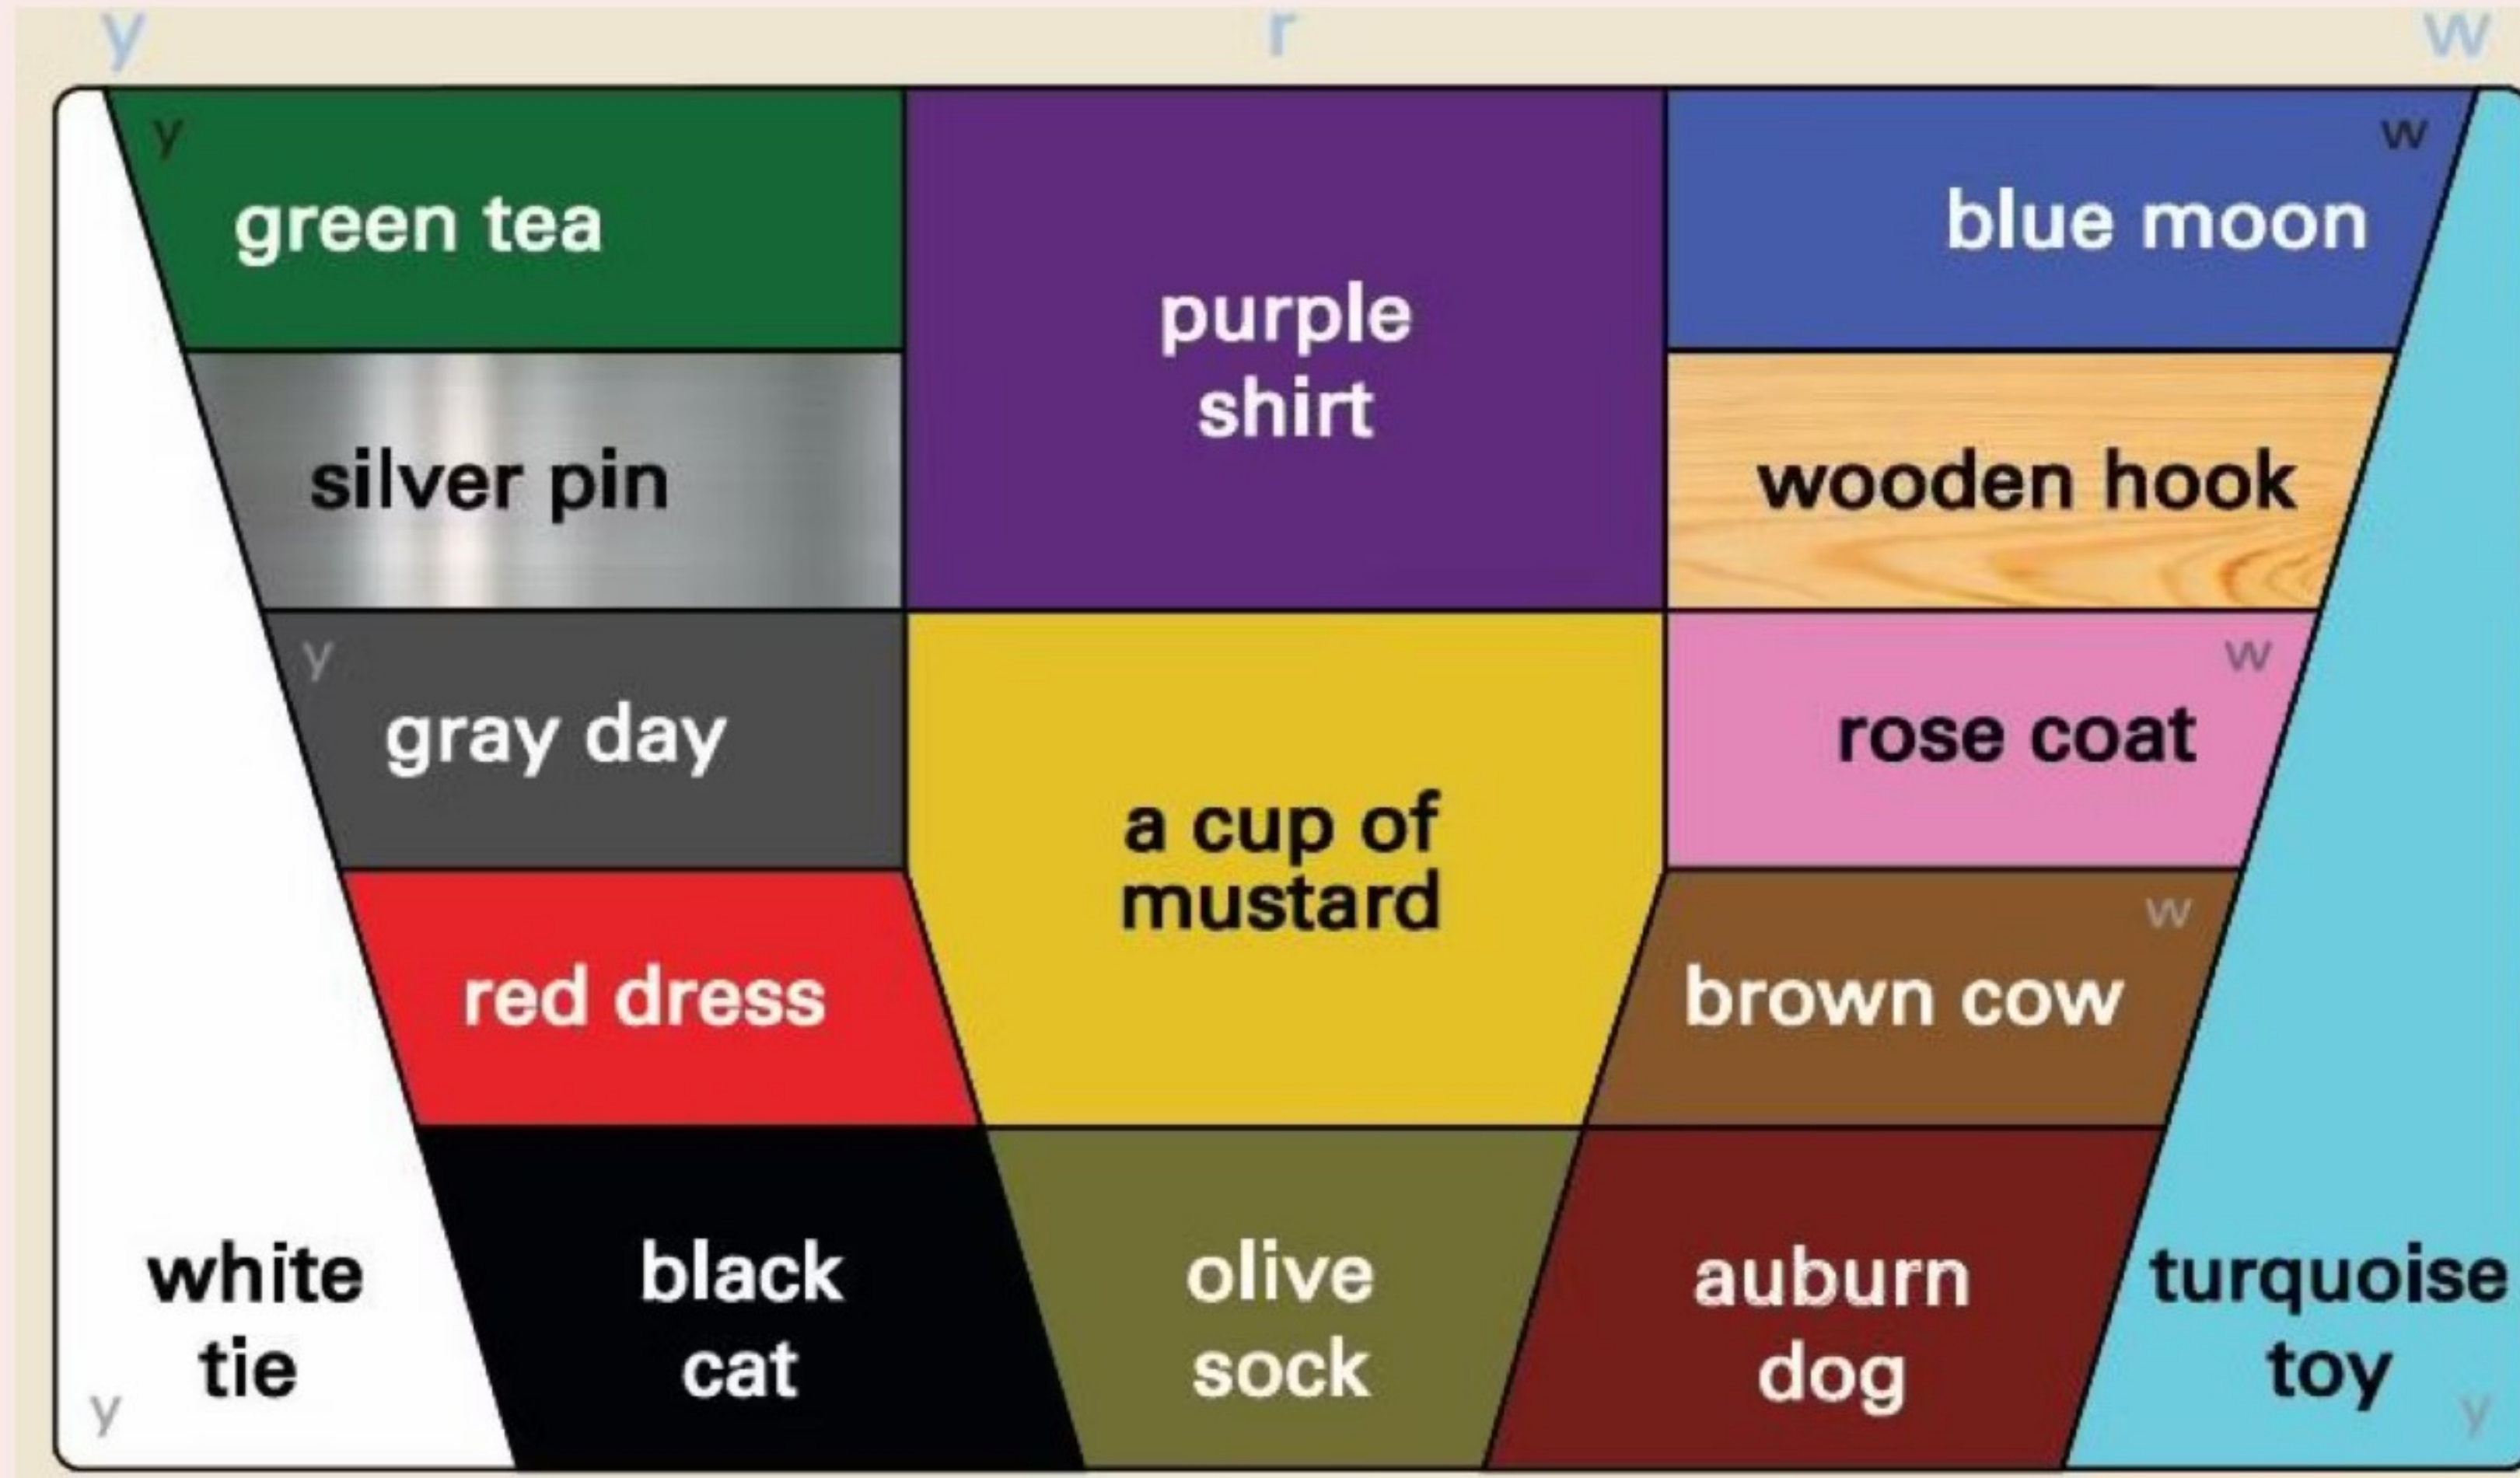 y r w
y
green tea
purple
shirt
w
blue moon
silver pin
wooden hook
y
gray day
a cup of
mustard
w
rose coat
red dress
w
brown cow
white
tie
y
black
cat
olive
sock
auburn
dog
turquoise
toy
y